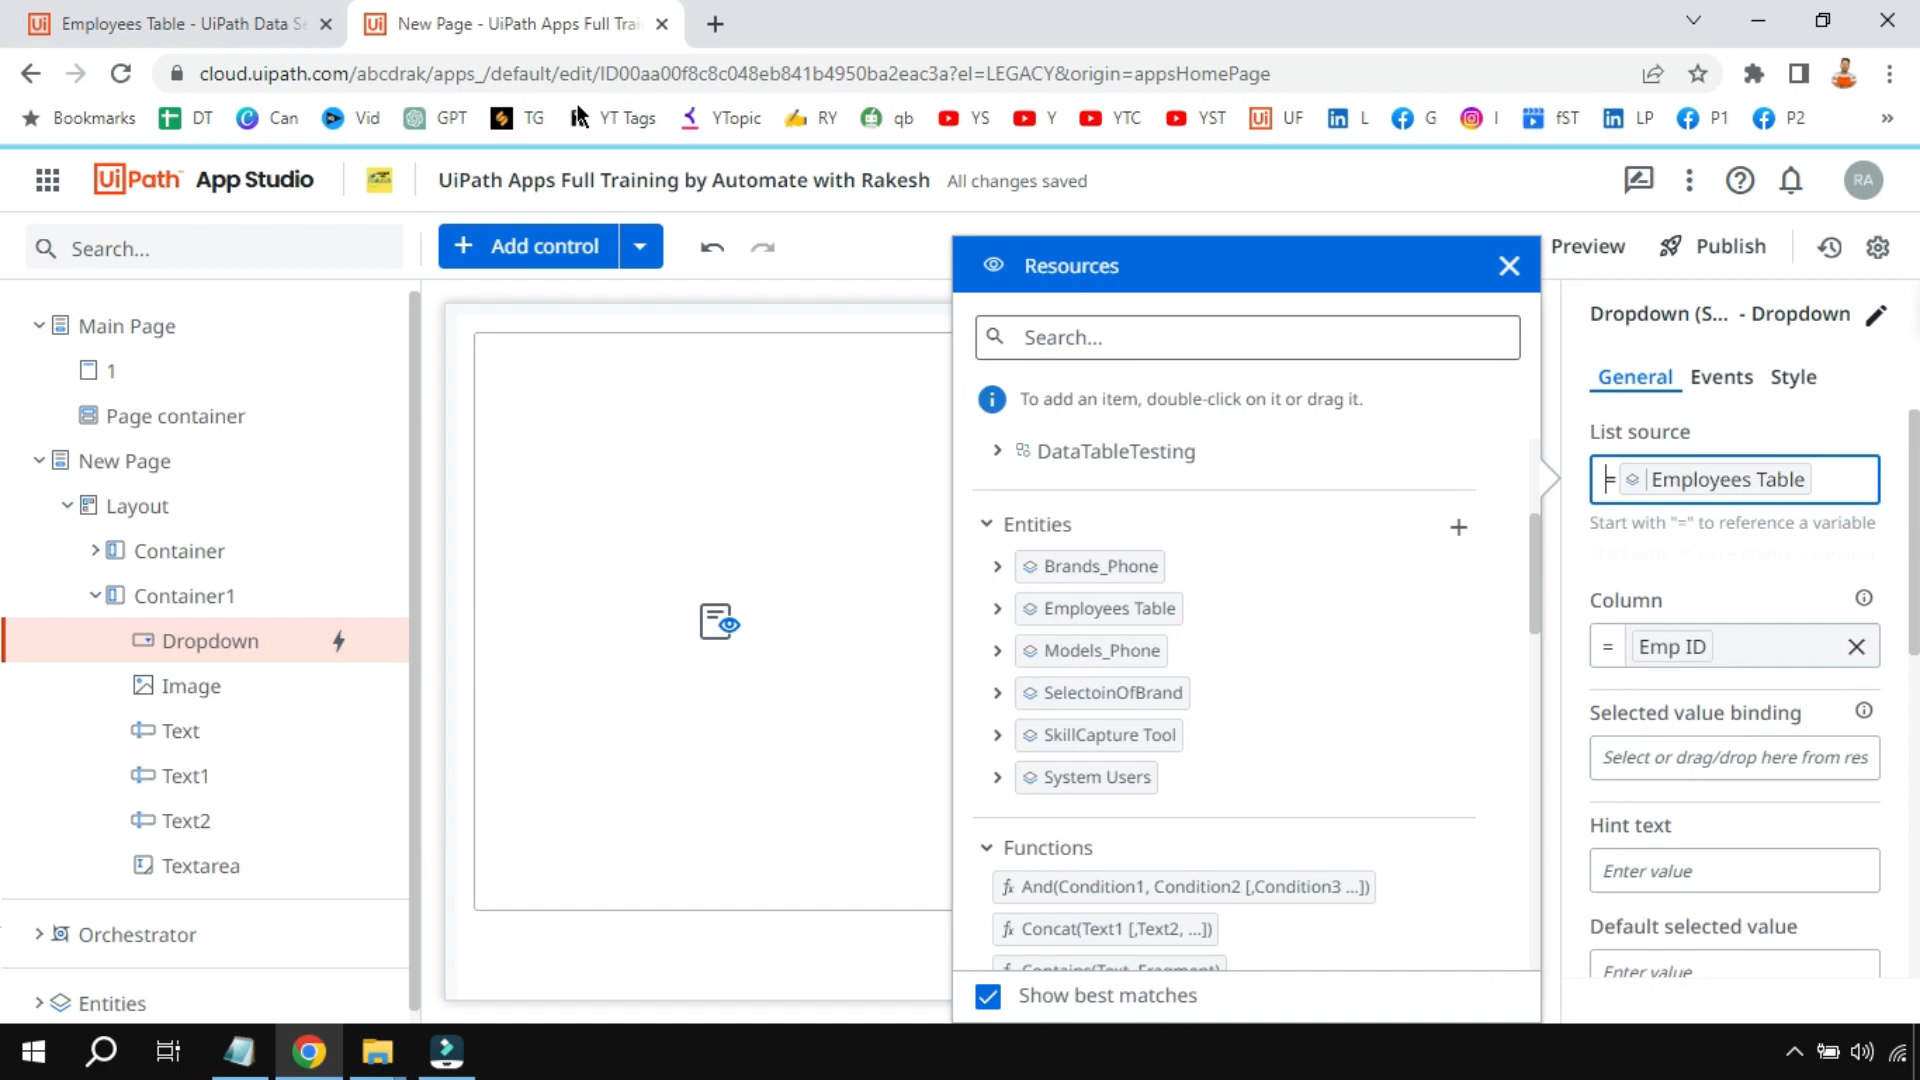 Employees Table - UiPath Data Se
New Page - UiPath Apps Full Trai
cloud.uipath.com/abcdrak/apps_/default/edit/ID00aa00f8c8c048eb841b4950ba2eac3a?el=LEGACY&origin=appsHomePage
Bookmarks DT Can Vid GPT TG YT Tags YTopic RY qb YS Y YTC YST UF L G I fST LP P1 P2 »
UiPath App Studio UiPath Apps Full Training by Automate with Rakesh All changes saved RA
Search...
+ Add control
Preview Publish
Main Page
1
Page container
New Page
Layout
Container
Container1
Dropdown
Image
Text
Text1
Text2
Textarea
Orchestrator
Entities
Resources
Search...
To add an item, double-click on it or drag it.
DataTableTesting
Entities
Brands_Phone
Employees Table
Models_Phone
SelectoinOfBrand
SkillCapture Tool
System Users
Functions
fx And(Condition1, Condition2 [,Condition3 ...])
fx Concat(Text1 [,Text2, ...])
Contains(Text, Fragment)
Show best matches
Dropdown (S... - Dropdown
General Events Style
List source
= Employees Table
Start with "=" to reference a variable
Column
= Emp ID
Selected value binding
Select or drag/drop here from res
Hint text
Enter value
Default selected value
Enter value